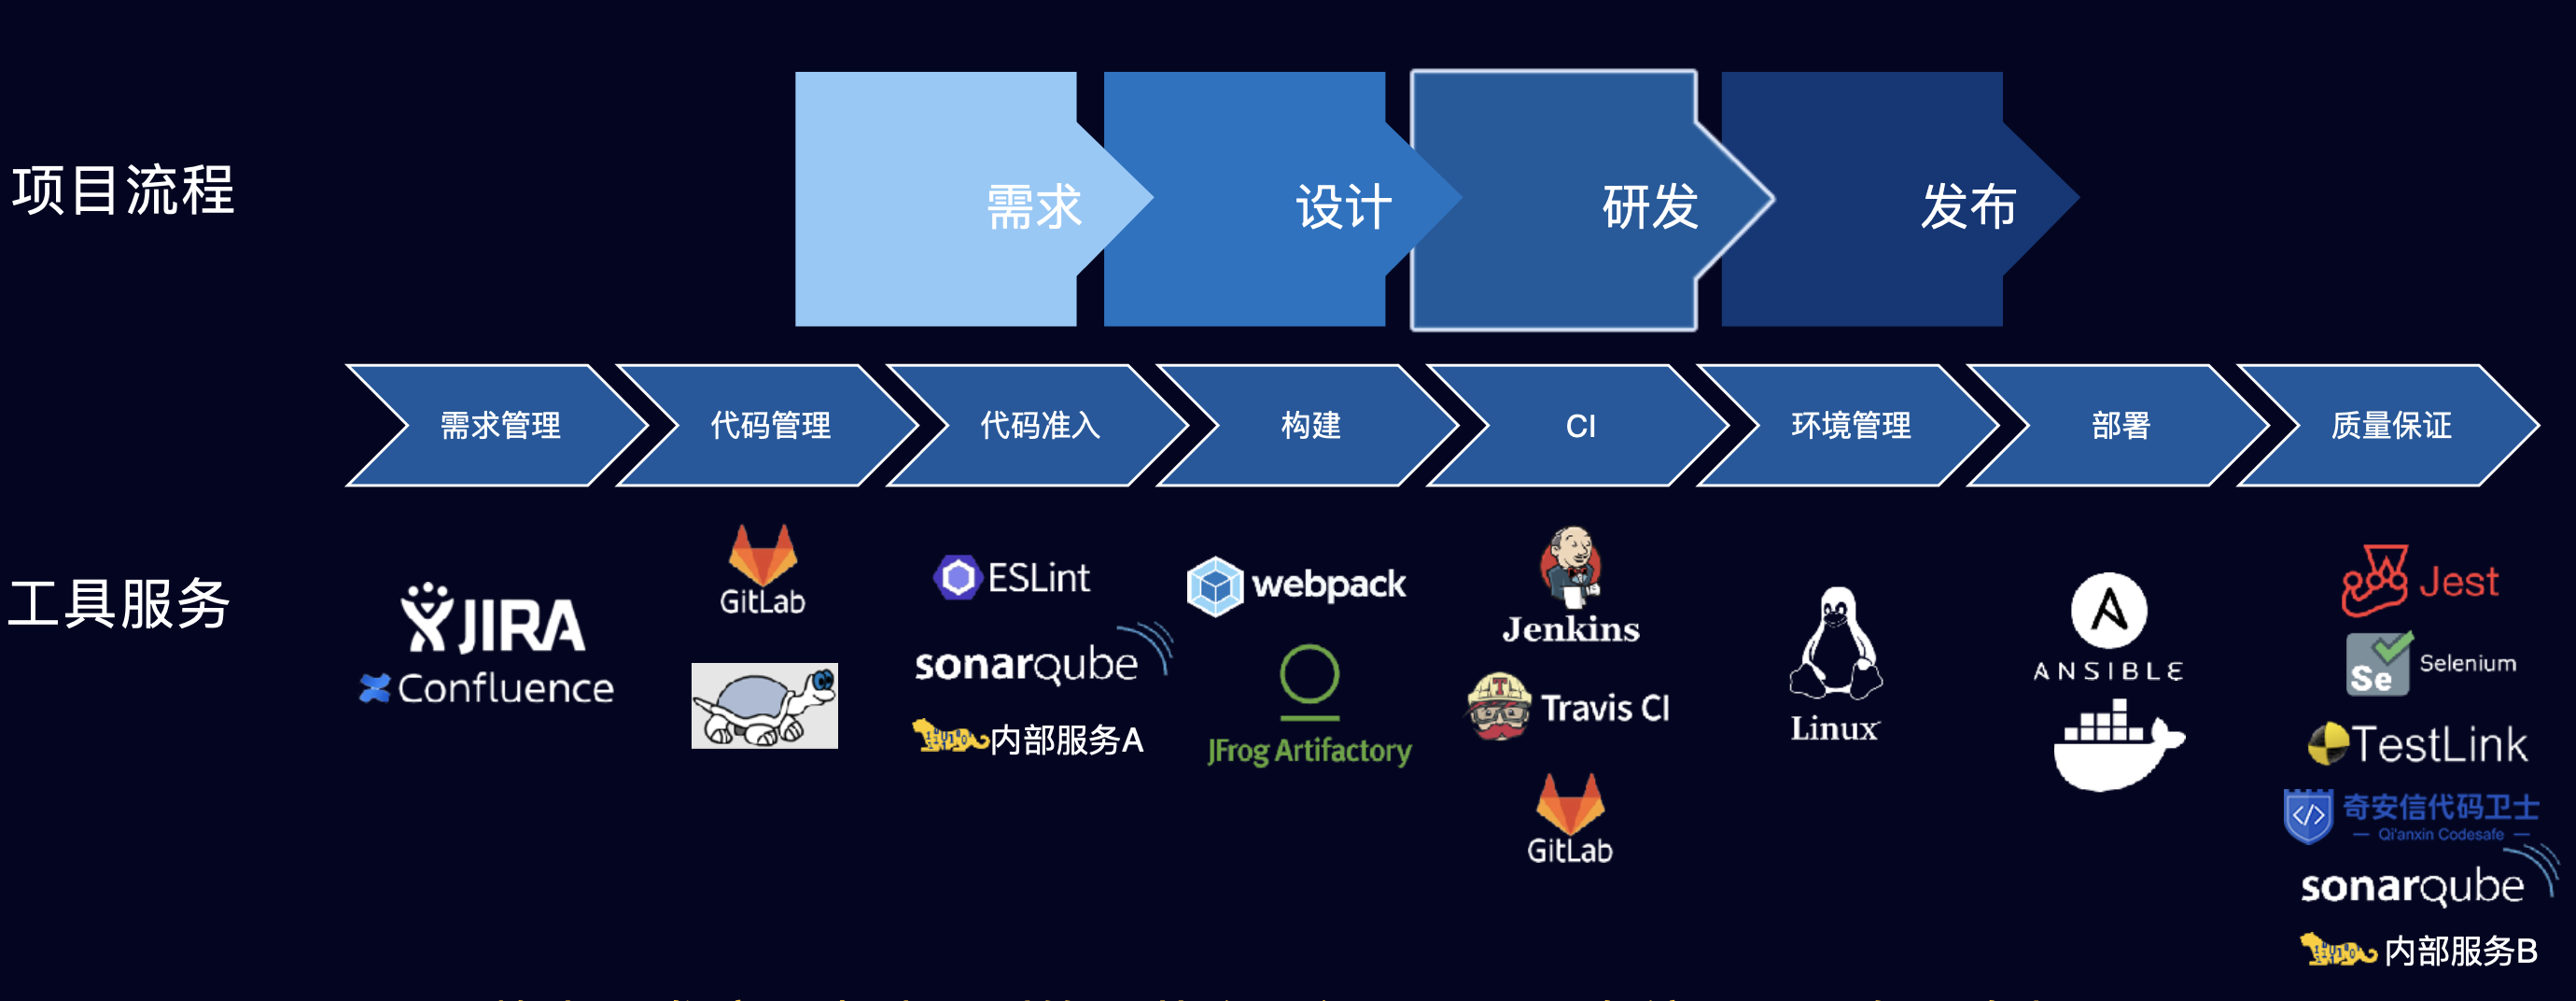 项目流程
需求
设计
研发
发布
需求管理
代码管理
代码准入
构建
CI
环境管理
部署
质量保证
工具服务
JIRA
Confluence
GitLab
ESLint
sonarqube
内部服务A
webpack
JFrog Artifactory
Jenkins
Travis CI
GitLab
Linux
ANSIBLE
Jest
Se Selenium
TestLink
奇安信代码卫士
— Qi'anxin Codesafe —
sonarqube
内部服务B